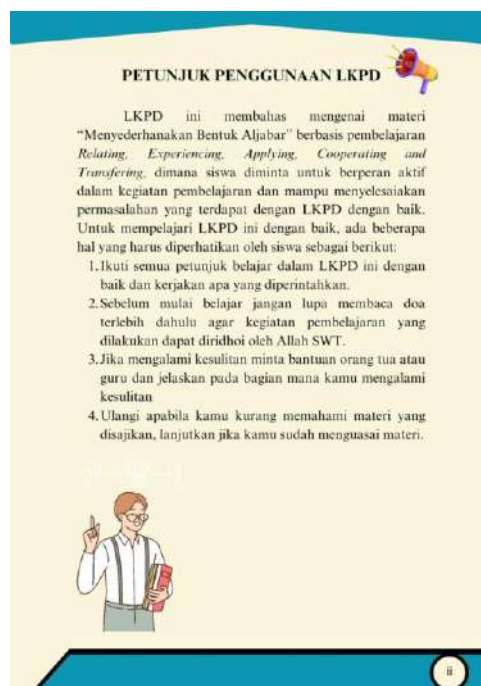 PETUNJUK PENGGUNAAN LKPD
LKPD ini membahas mengenai materi
“Menyederhanakan Bentuk Aljabar” berbasis pembelajaran
Relating, Experiencing, Applying, Cooperating and
Transfering, dimana siswa diminta untuk berperan aktif
dalam kegiatan pembelajaran dan mampu menyelesaiakan
permasalahan yang terdapat dengan LKPD dengan baik.
Untuk mempelajari LKPD ini dengan baik, ada beberapa
hal yang harus diperhatikan oleh siswa sebagai berikut:
1. Ikuti semua petunjuk belajar dalam LKPD ini dengan
baik dan kerjakan apa yang diperintahkan.
2. Sebelum mulai belajar jangan lupa membaca doa
terlebih dahulu agar kegiatan pembelajaran yang
dilakukan dapat diridhoi oleh Allah SWT.
3. Jika mengalami kesulitan minta bantuan orang tua atau
guru dan jelaskan pada bagian mana kamu mengalami
kesulitan
4. Ulangi apabila kamu kurang memahami materi yang
disajikan, lanjutkan jika kamu sudah menguasai materi.
ii